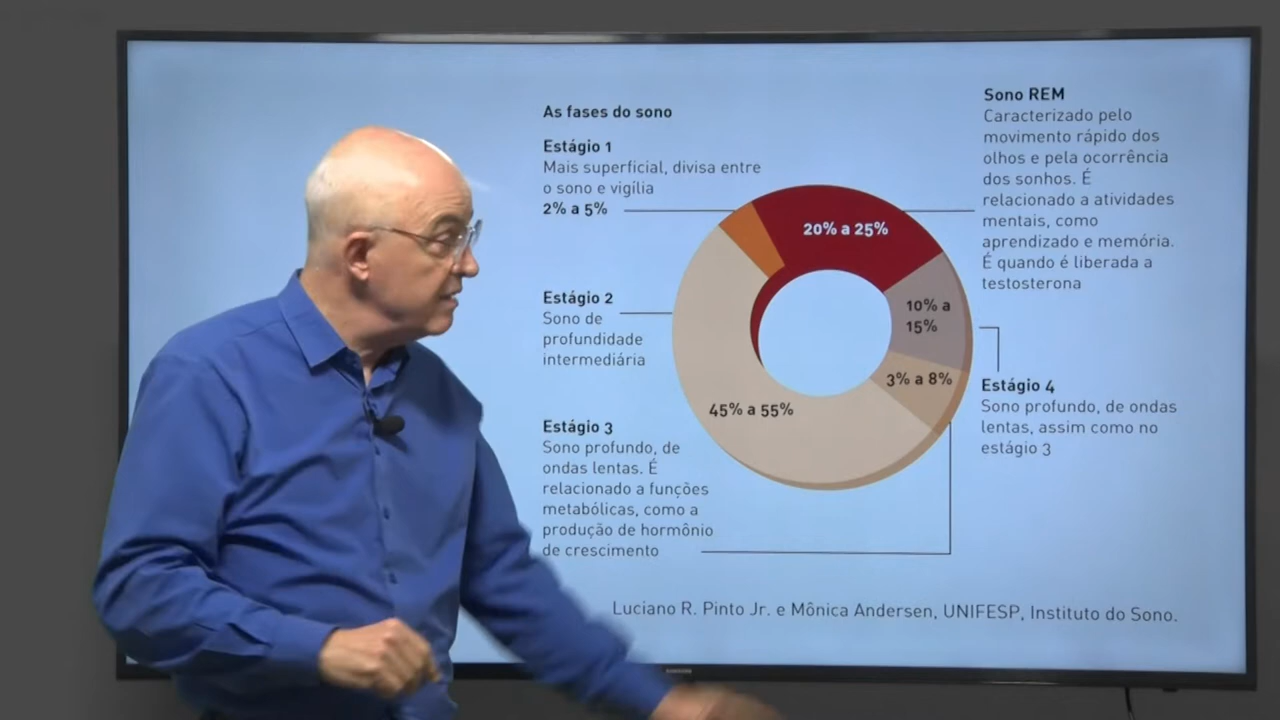 As fases do sono
Estágio 1
Mais superficial, divisa entre
o sono e vigília
2% a 5%
Estágio 2
Sono de
profundidade
intermediária
Estágio 3
Sono profundo, de
ondas lentas. É
relacionado a funções
metabólicas, como a
produção de hormônio
de crescimento
20% a 25%
10% a
15%
3% a 8%
45% a 55%
Sono REM
Caracterizado pelo
movimento rápido dos
olhos e pela ocorrência
dos sonhos. É
relacionado a atividades
mentais, como
aprendizado e memória.
É quando é liberada a
testosterona
Estágio 4
Sono profundo, de ondas
lentas, assim como no
estágio 3
Luciano R. Pinto Jr. e Mônica Andersen, UNIFESP, Instituto do Sono.
SAMSUNG